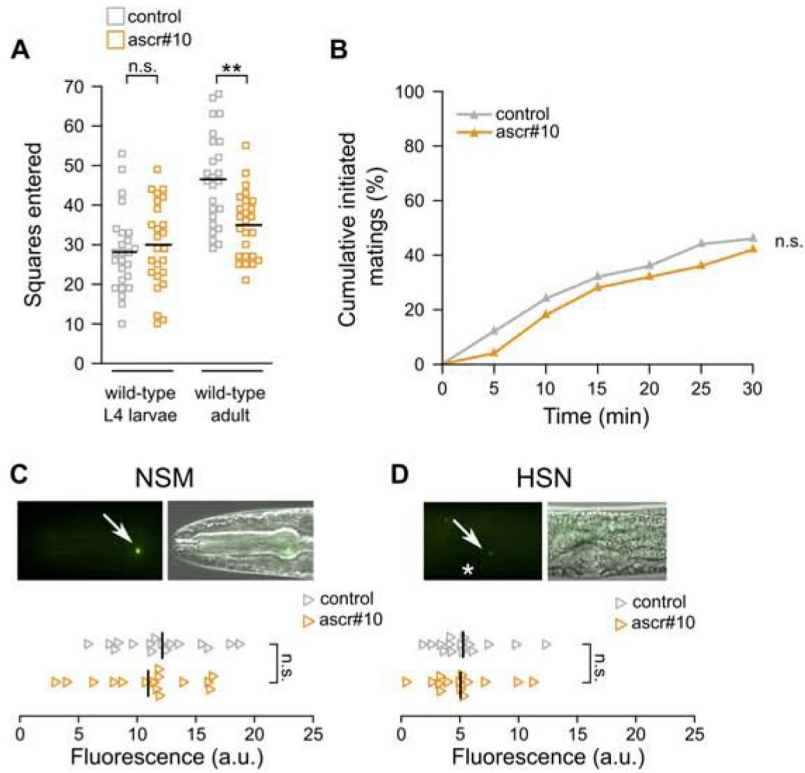 control
ascr#10
A
n.s.
**
70
60
50
40
30
20
10
0
Squares entered
wild-type
L4 larvae
wild-type
adult
B
100
80
60
40
20
0
Cumulative initiated
matings (%)
control
ascr#10
n.s.
0 5 10 15 20 25 30
Time (min)
C
NSM
control
ascr#10
n.s.
0 5 10 15 20 25
Fluorescence (a.u.)
D
HSN
*
control
ascr#10
n.s.
0 5 10 15 25
Fluorescence (a.u.)